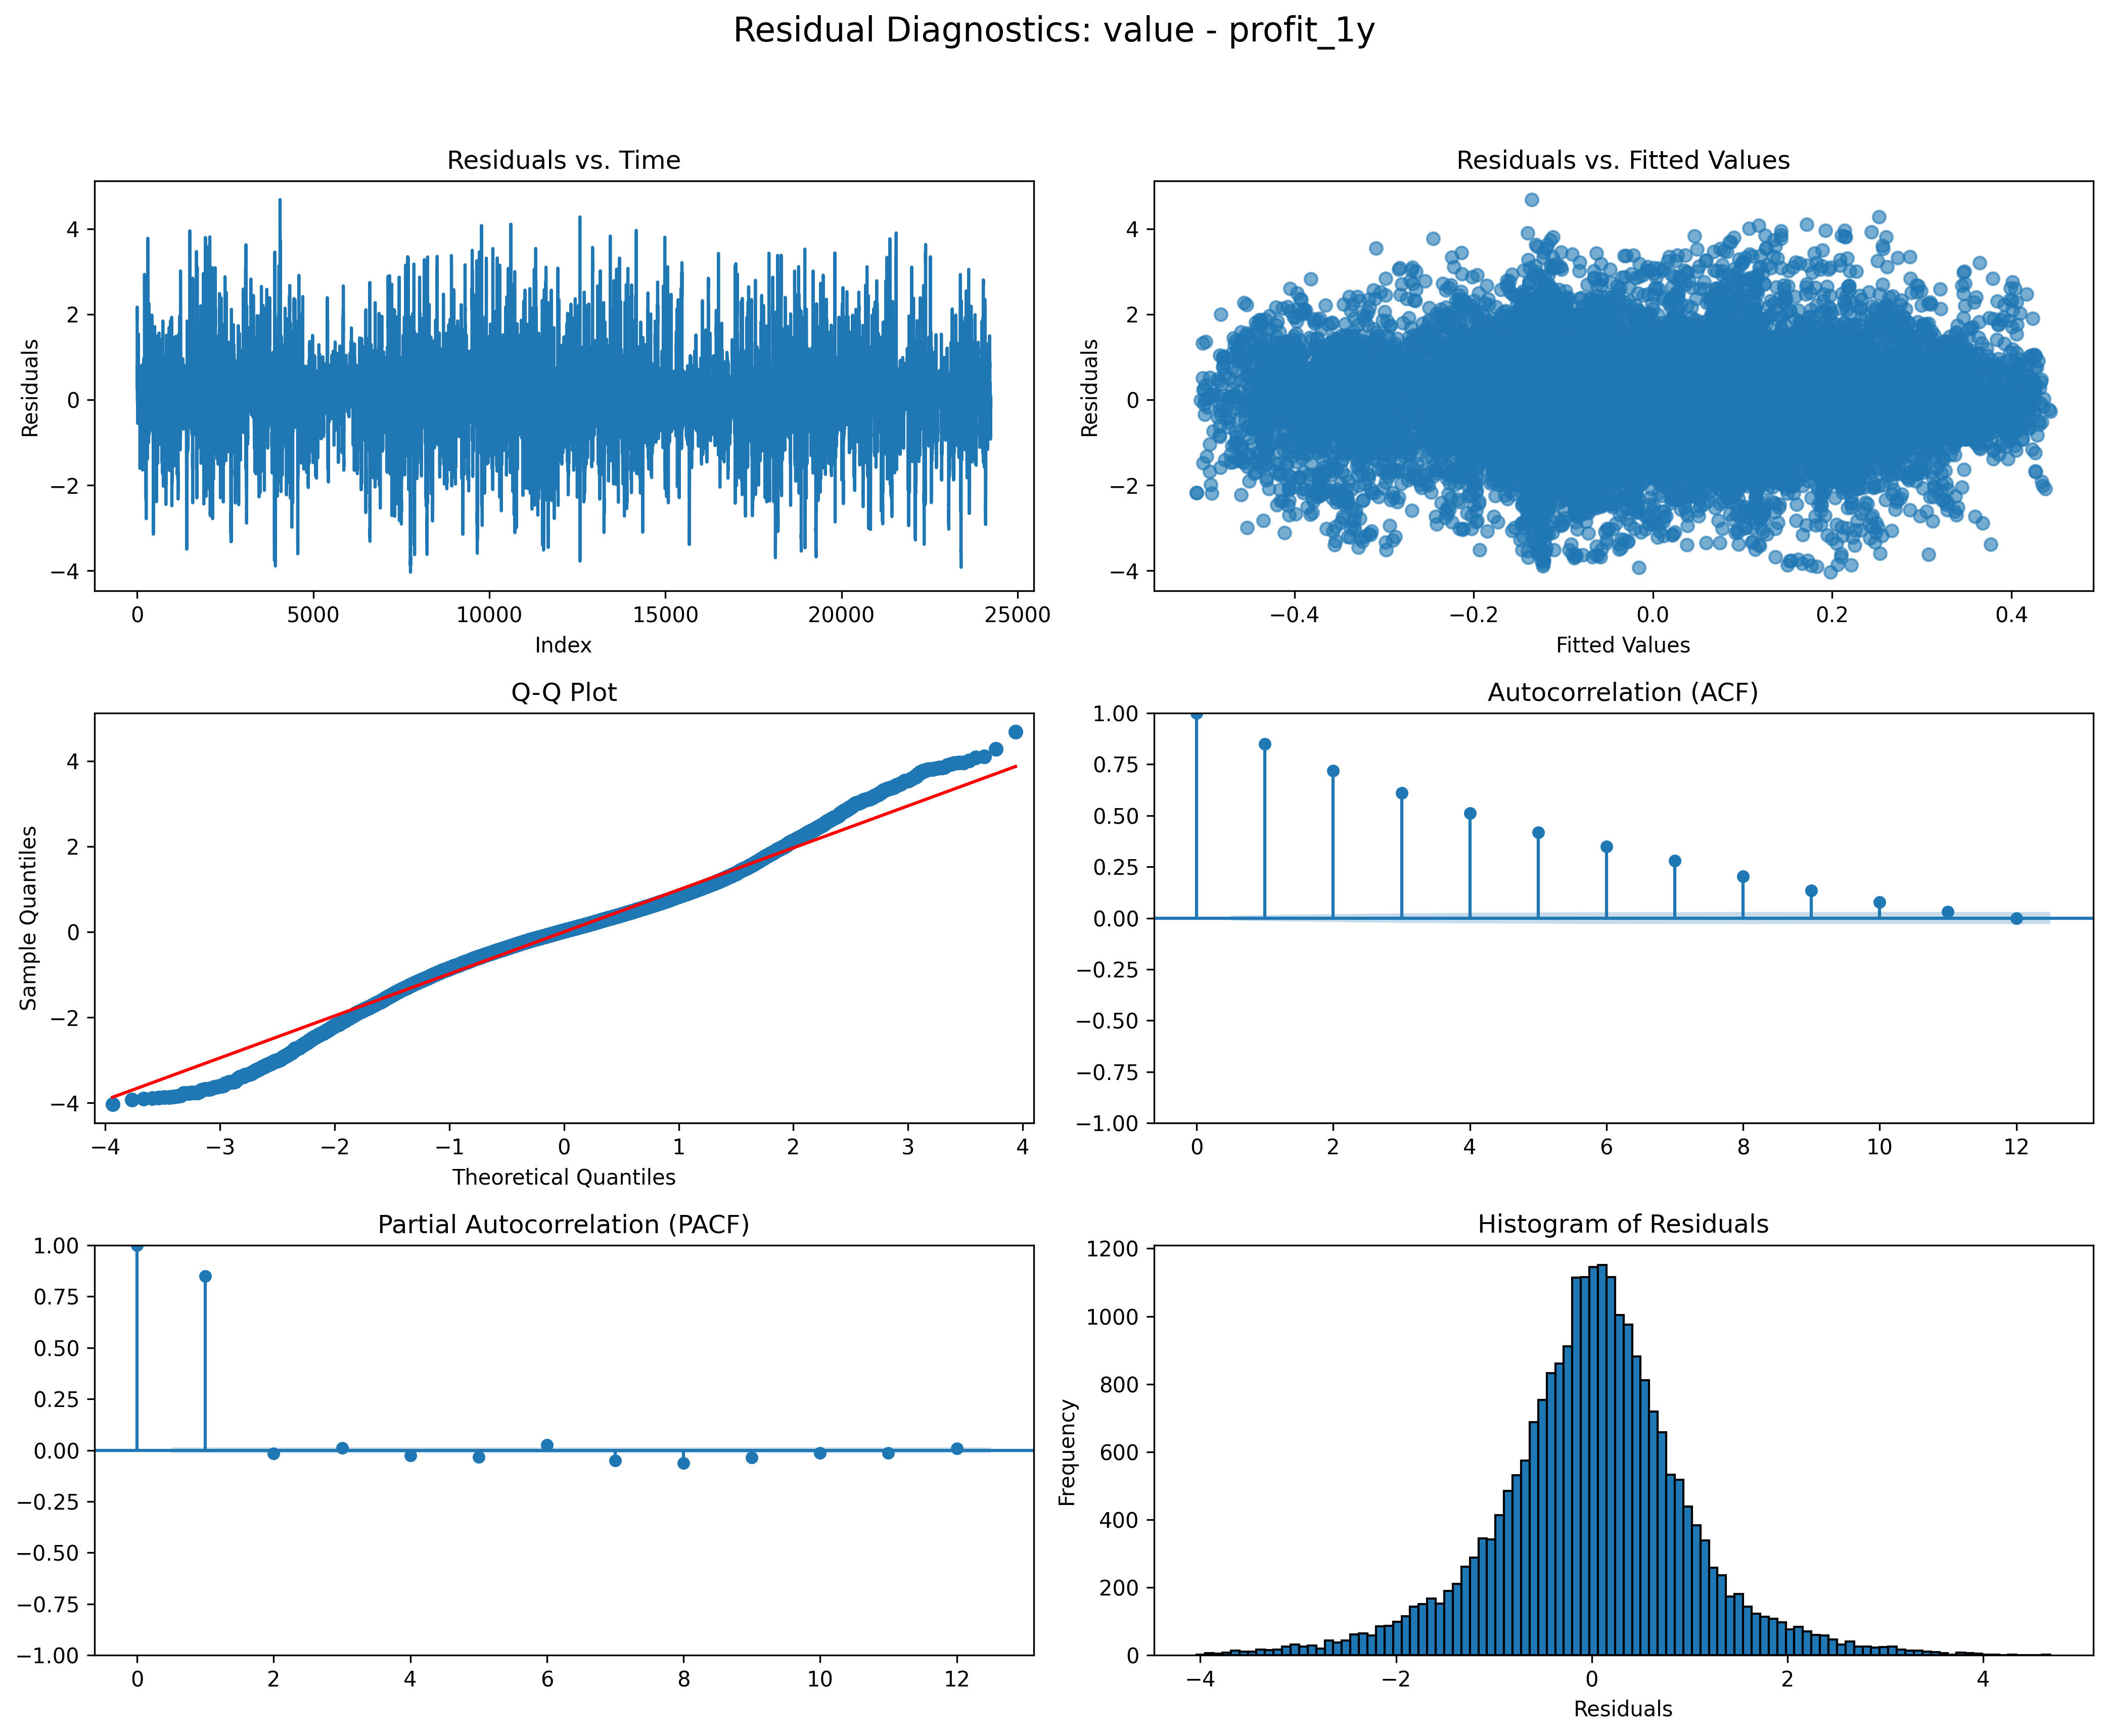 Residual Diagnostics: value - profit_1y
Residuals vs. Time
Residuals
4
2
0
−2
−4
0 5000 10000 15000 20000 25000
Index
Residuals vs. Fitted Values
Residuals
4
2
0
−2
−4
−0.4 −0.2 0.0 0.2 0.4
Fitted Values
Q-Q Plot
Sample Quantiles
4
2
0
−2
−4
−4 −3 −2 −1 0 1 2 3 4
Theoretical Quantiles
Autocorrelation (ACF)
1.00
0.75
0.50
0.25
0.00
−0.25
−0.50
−0.75
−1.00
0 2 4 6 8 10 12
Partial Autocorrelation (PACF)
1.00
0.75
0.50
0.25
0.00
−0.25
−0.50
−0.75
−1.00
0 2 4 6 8 10 12
Histogram of Residuals
Frequency
1200
1000
800
600
400
200
0
−4 −2 0 2 4
Residuals